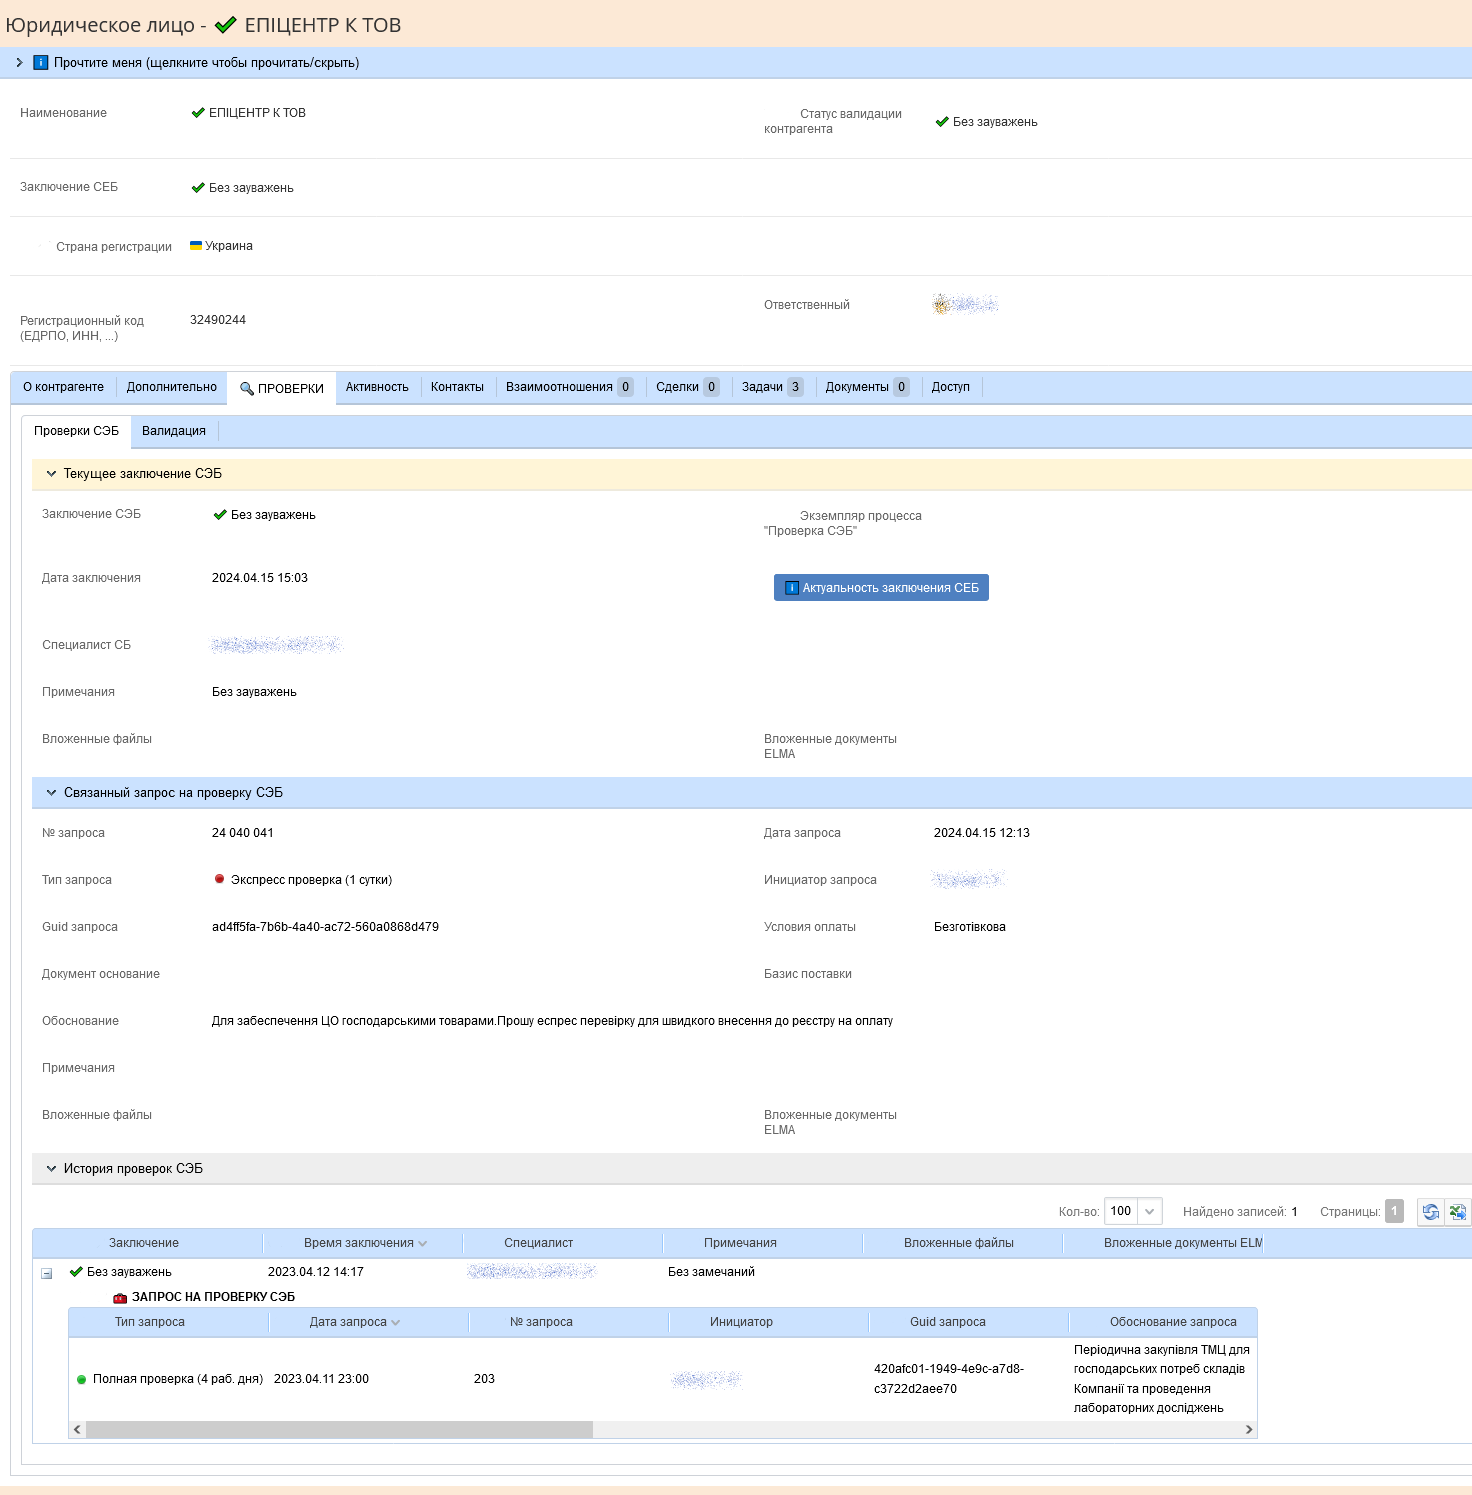 Юридическое лицо - ЕПІЦЕНТР К ТОВ
Прочтите меня (щелкните чтобы прочитать/скрыть)
Наименование
ЕПІЦЕНТР К ТОВ
Статус валидации
контрагента
Без зауважень
Заключение СЕБ
Без зауважень
Страна регистрации
Украина
Регистрационный код
(ЕДРПО, ИНН, ...)
32490244
Ответственный
О контрагенте Дополнительно ПРОВЕРКИ Активность Контакты Взаимоотношения 0 Сделки 0 Задачи 3 Документы 0 Доступ
Проверки СЭБ Валидация
Текущее заключение СЭБ
Заключение СЭБ
Без зауважень
Экземпляр процесса
"Проверка СЭБ"
Дата заключения
2024.04.15 15:03
Актуальность заключения СЕБ
Специалист СБ
Примечания
Без зауважень
Вложенные файлы
Вложенные документы
ELMA
Связанный запрос на проверку СЭБ
№ запроса
24 040 041
Дата запроса
2024.04.15 12:13
Тип запроса
Экспресс проверка (1 сутки)
Инициатор запроса
Guid запроса
ad4ff5fa-7b6b-4a40-ac72-560a0868d479
Условия оплаты
Безготівкова
Документ основание
Базис поставки
Обоснование
Для забеспечення ЦО господарськими товарами.Прошу еспрес перевірку для швидкого внесення до реєстру на оплату
Примечания
Вложенные файлы
Вложенные документы
ELMA
История проверок СЭБ
Кол-во: 100 Найдено записей: 1 Страницы: 1
Заключение Время заключения Специалист Примечания Вложенные файлы Вложенные документы ELM
Без зауважень 2023.04.12 14:17 Без замечаний
ЗАПРОС НА ПРОВЕРКУ СЭБ
Тип запроса Дата запроса № запроса Инициатор Guid запроса Обоснование запроса
Полная проверка (4 раб. дня) 2023.04.11 23:00 203
420afc01-1949-4e9c-a7d8-
c3722d2aee70
Періодична закупівля ТМЦ для
господарських потреб складів
Компанії та проведення
лабораторних досліджень